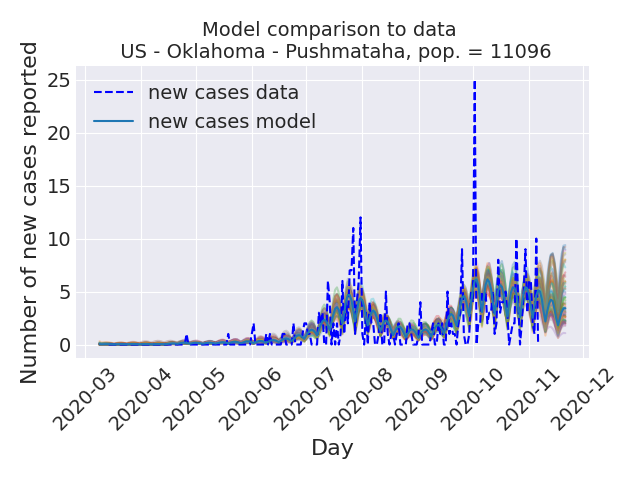 Model comparison to data
US - Oklahoma - Pushmataha, pop. = 11096
Number of new cases reported
25
20
15
10
5
0
new cases data
new cases model
2020-03
2020-04
2020-05
2020-06
2020-07
2020-08
2020-09
2020-10
2020-11
2020-12
Day